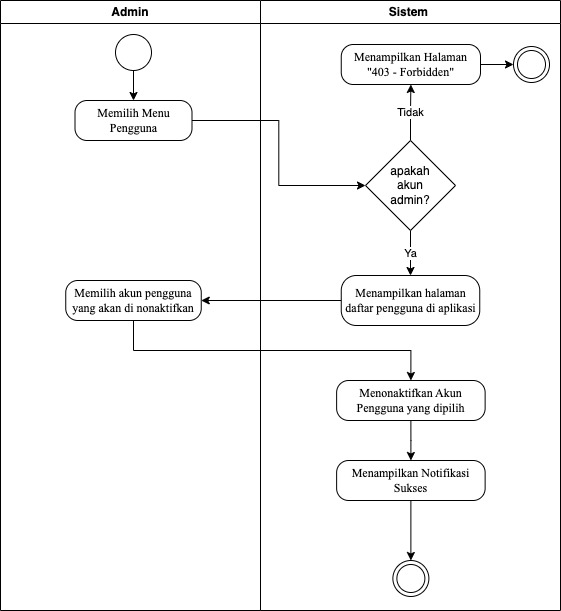 Admin
Sistem
Menampilkan Halaman
"403 - Forbidden"
Memilih Menu
Pengguna
Tidak
apakah
akun
admin?
Ya
Memilih akun pengguna
yang akan di nonaktifkan
Menampilkan halaman
daftar pengguna di aplikasi
Menonaktifkan Akun
Pengguna yang dipilih
Menampilkan Notifikasi
Sukses